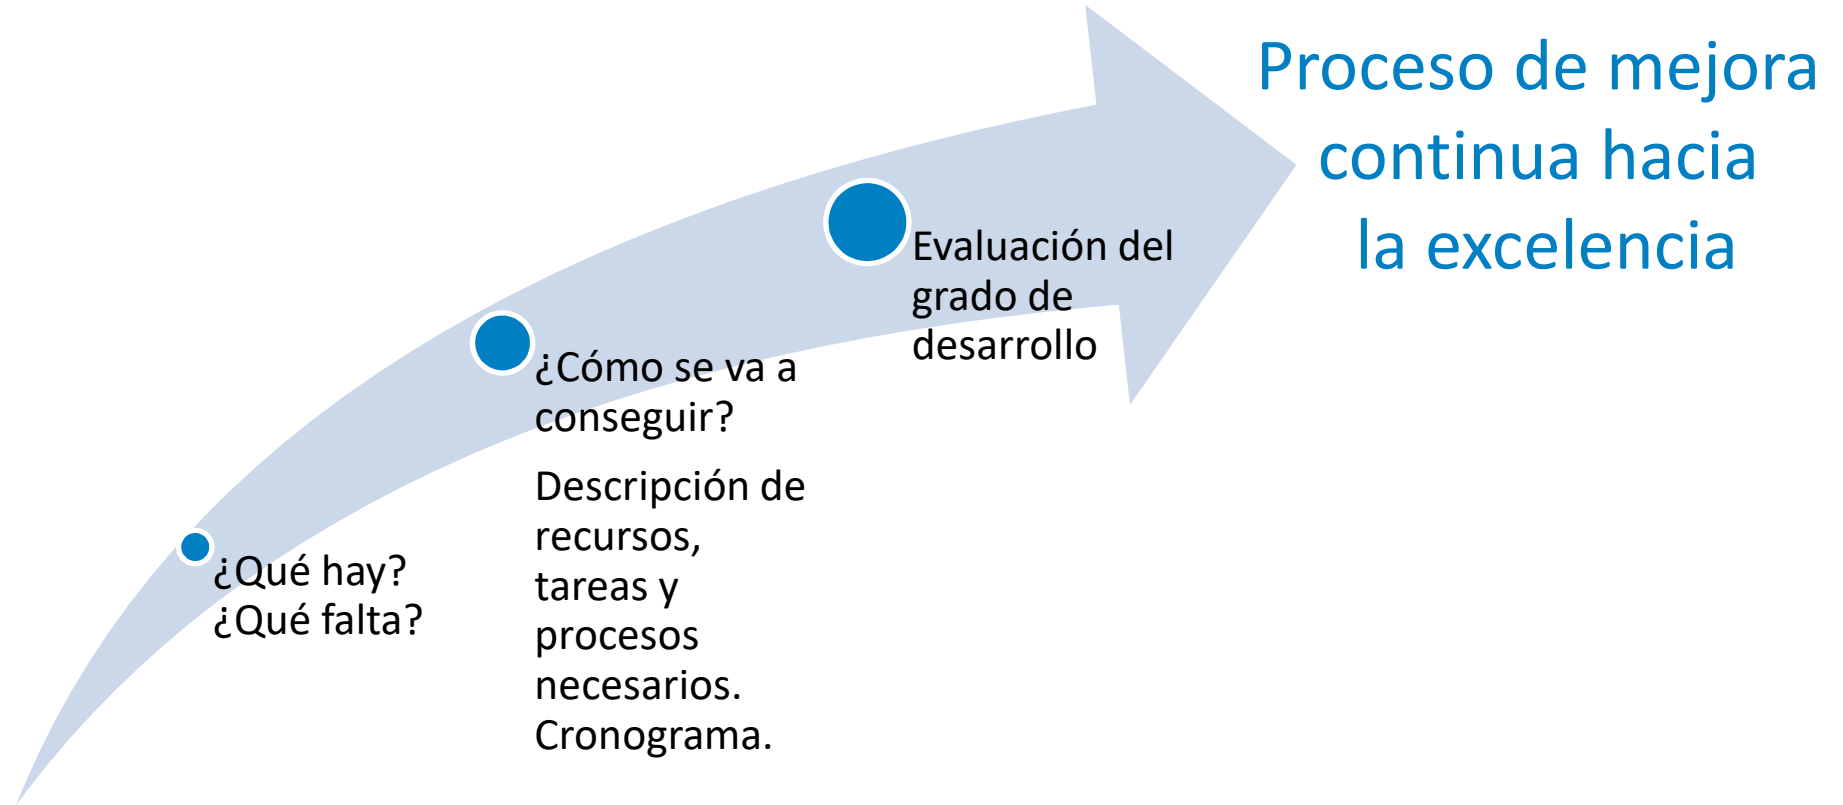 Proceso de mejora
continua hacia
la excelencia
Evaluación del
grado de
desarrollo
¿Cómo se va a
conseguir?
Descripción de
recursos,
tareas y
procesos
necesarios.
Cronograma.
¿Qué hay?
¿Qué falta?